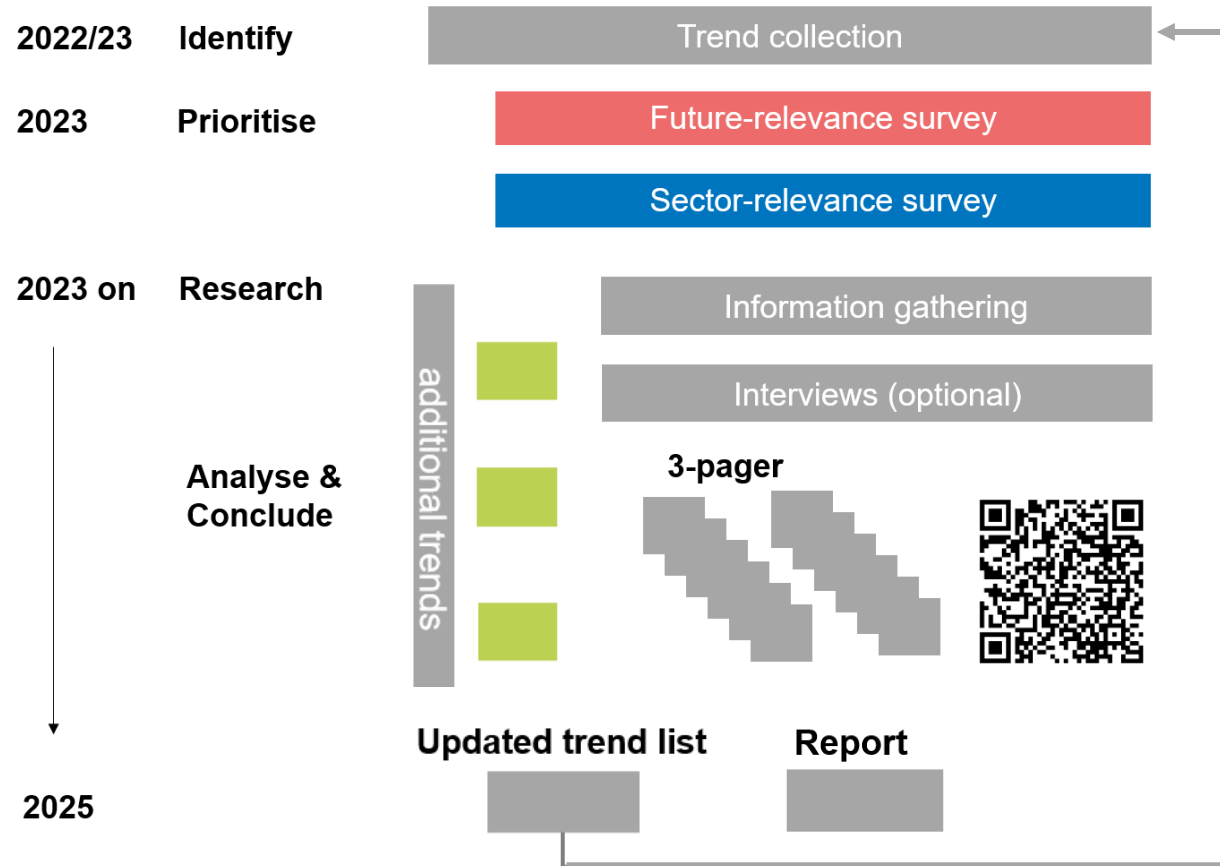 2022/23 Identify Trend collection
2023 Prioritise Future-relevance survey
Sector-relevance survey
2023 on Research Information gathering
additional trends
Interviews (optional)
Analyse &
Conclude
3-pager
Updated trend list Report
2025